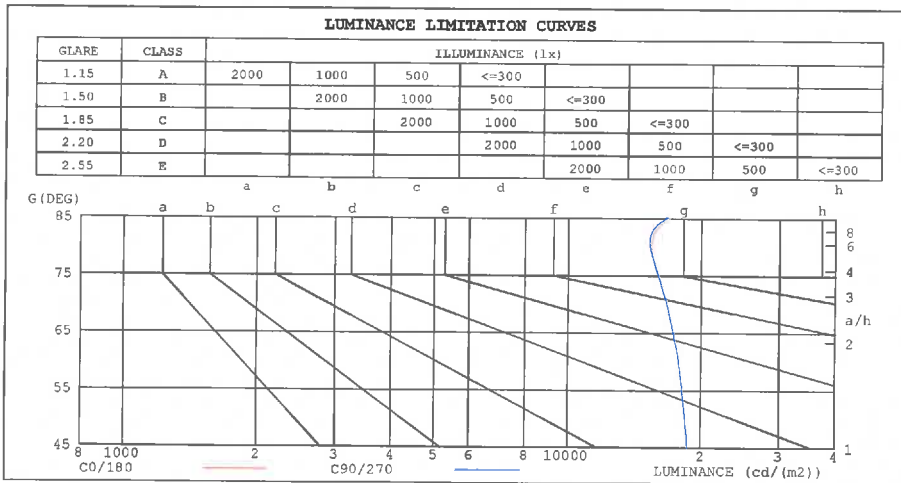 LUMINANCE LIMITATION CURVES
GLARE CLASS ILLUMINANCE (lx)
1.15 A 2000 1000 500 <=300
1.50 B 2000 1000 500 <=300
1.85 C 2000 1000 500 <=300
2.20 D 2000 1000 500 <=300
2.55 E 2000 1000 500 <=300
a b c d e f g h
G(DEG)
85 a b c d e f g h
8
6
75 4
3
a/h
65 2
55
45 1
8 1000 2 3 4 5 6 8 10000 2 3 4
C0/180 C90/270 LUMINANCE (cd/(m2))